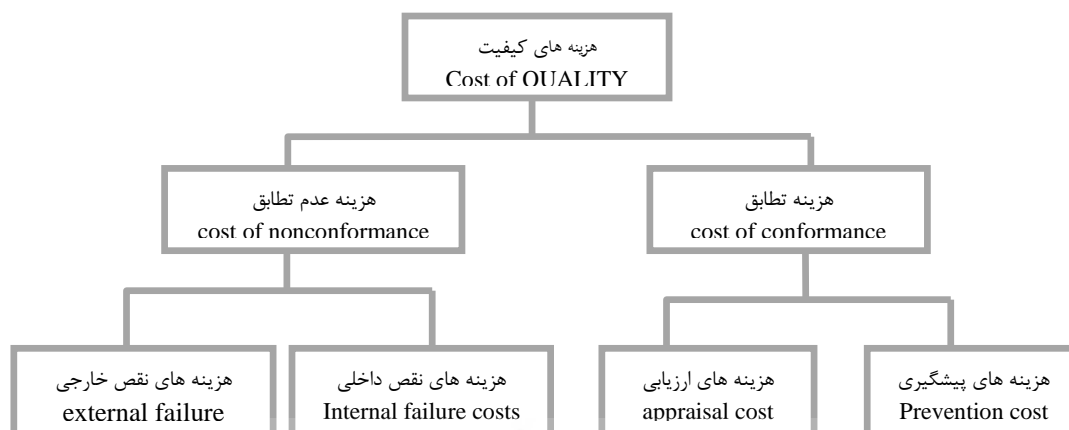 هزینه های کیفیت
Cost of QUALITY
هزینه تطابق
cost of conformance
هزینه عدم تطابق
cost of nonconformance
هزینه های پیشگیری
Prevention cost
هزینه های ارزیابی
appraisal cost
هزینه های نقص داخلی
Internal failure costs
هزینه های نقص خارجی
external failure